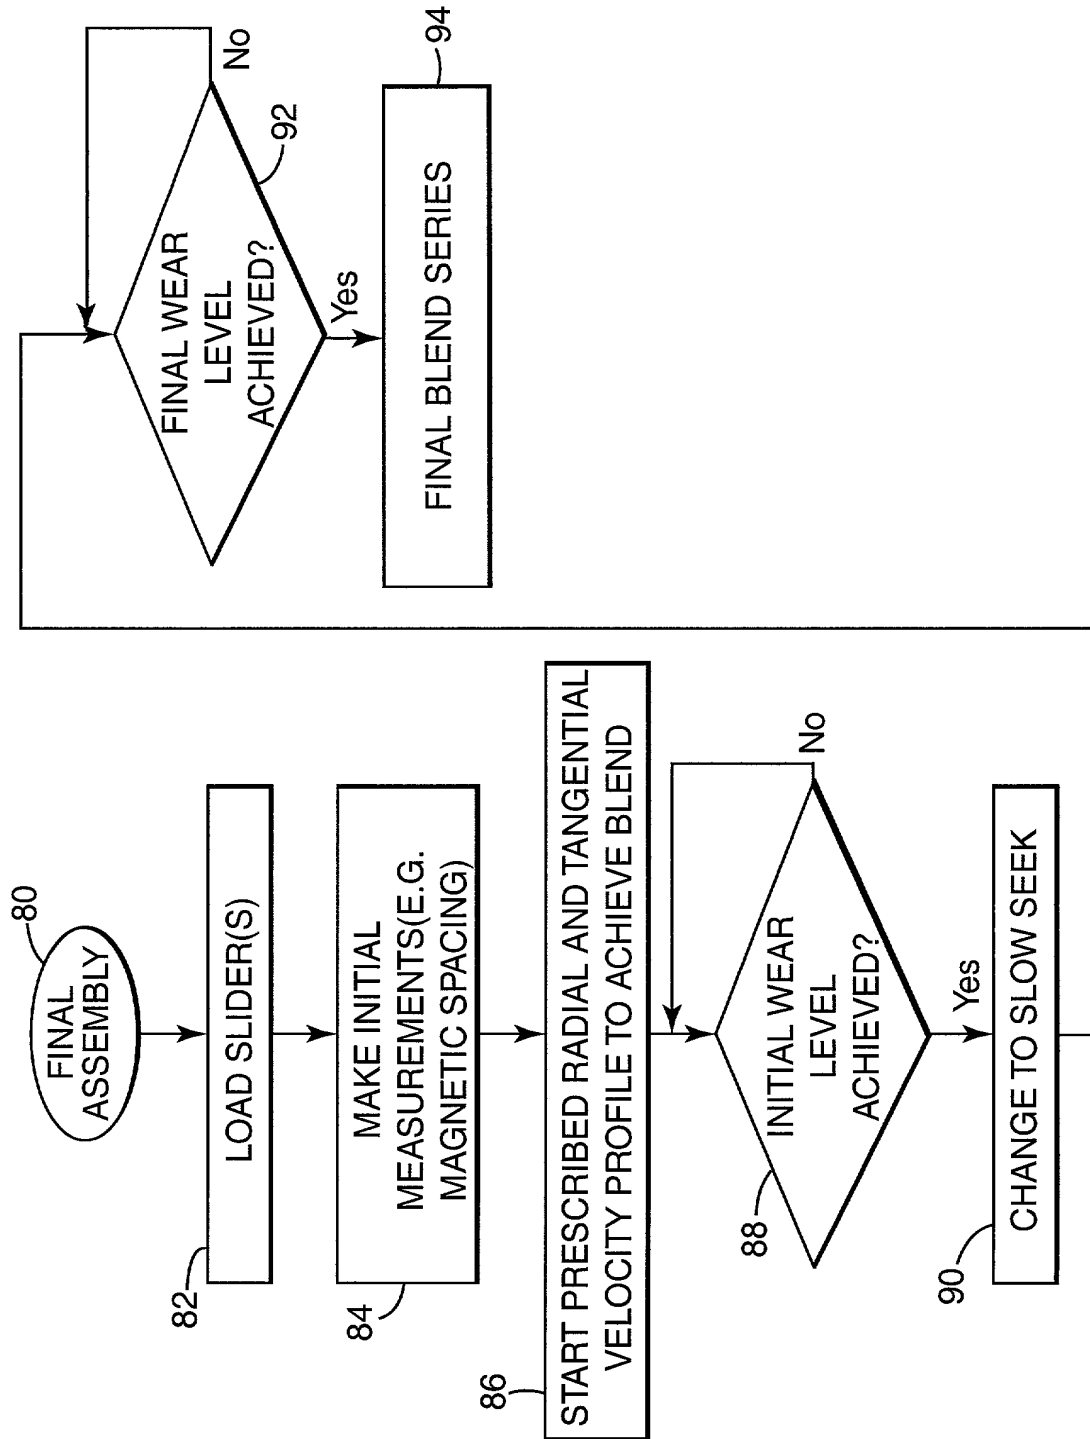 80
FINAL
ASSEMBLY
82
LOAD SLIDER(S)
84
MAKE INITIAL
MEASUREMENTS(E.G.
MAGNETIC SPACING)
86
START PRESCRIBED RADIAL AND TANGENTIAL
VELOCITY PROFILE TO ACHIEVE BLEND
88
INITIAL WEAR
LEVEL
ACHIEVED?
No
Yes
90
CHANGE TO SLOW SEEK
FINAL WEAR
LEVEL
ACHIEVED?
92
No
Yes
94
FINAL BLEND SERIES